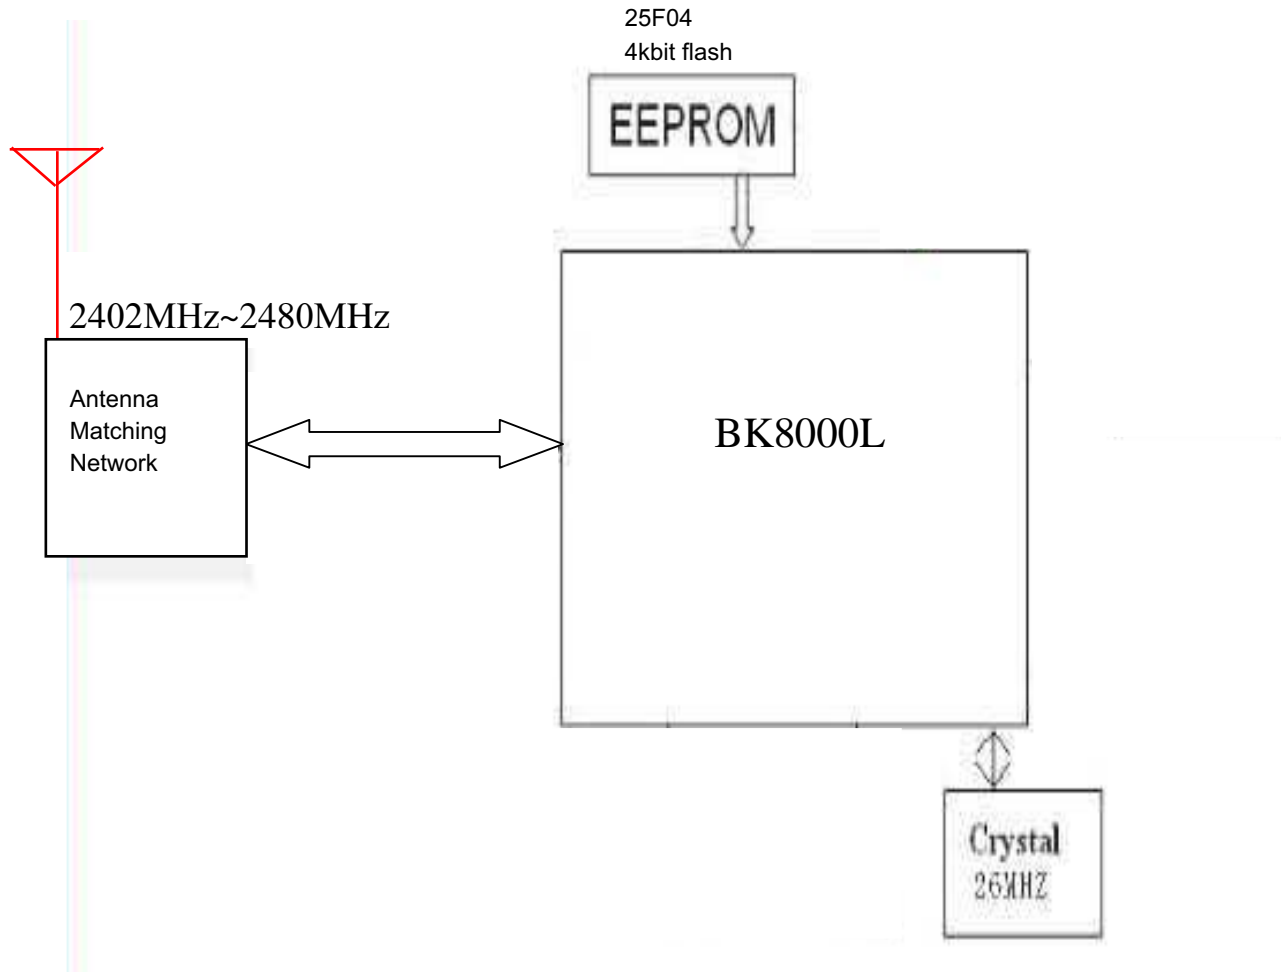 25F04
4kbit flash
EEPROM
2402MHz~2480MHz
Antenna
Matching
Network
BK8000L
Crystal
26MHZ